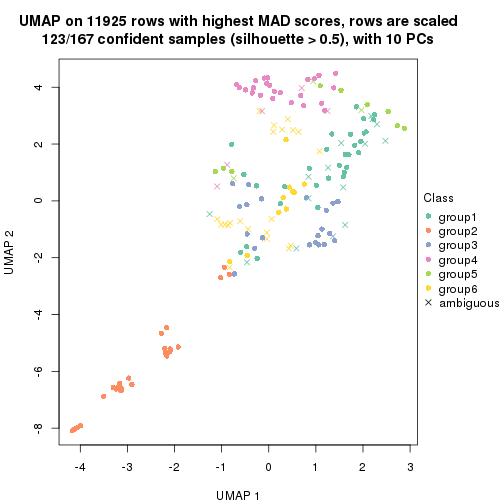 UMAP on 11925 rows with highest MAD scores, rows are scaled
123/167 confident samples (silhouette > 0.5), with 10 PCs
4
2
0
-2
-4
-6
-8
UMAP 2
-4 -3 -2 -1 0 1 2 3
UMAP 1
Class
group1
group2
group3
group4
group5
group6
ambiguous